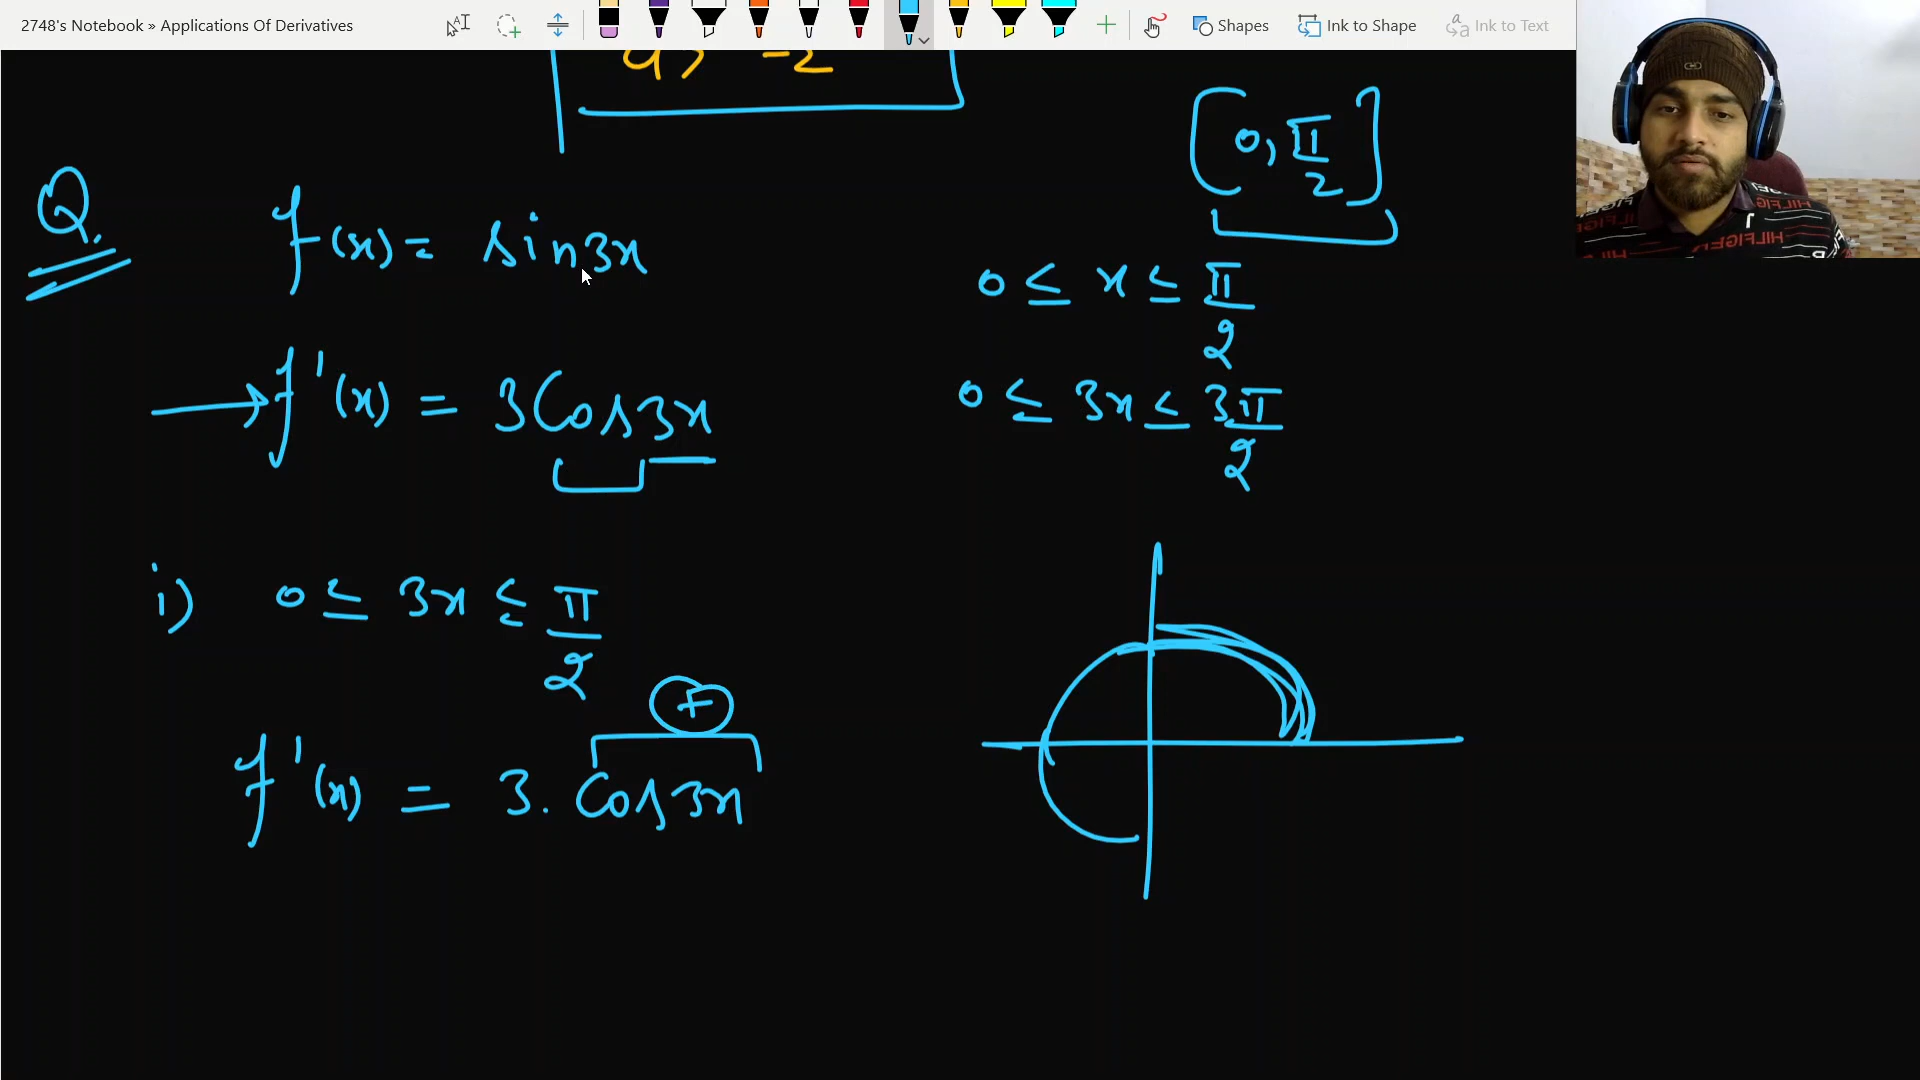 2748's Notebook » Applications Of Derivatives
Shapes
Ink to Shape
Ink to Text
a > -2
[0, π/2]
Q. f(x) = sin3x
0 ≤ x ≤ π/2
f'(x) = 3Cos3x
0 ≤ 3x ≤ 3π/2
i) 0 ≤ 3x ≤ π/2
+
f'(x) = 3. Cos3x